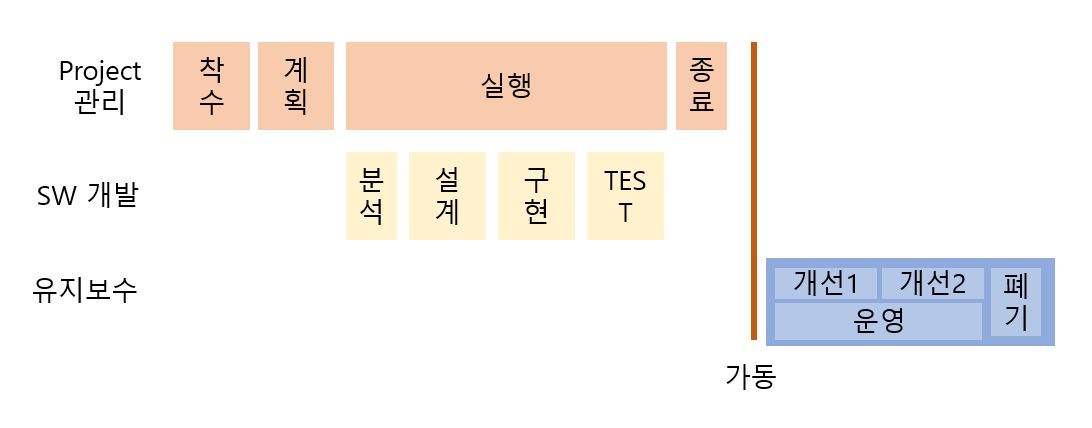 Project
관리
착
수
계
획
실행
종
료
SW 개발
분
석
설
계
구
현
TES
T
유지보수
개선1
개선2
운영
폐
기
가동